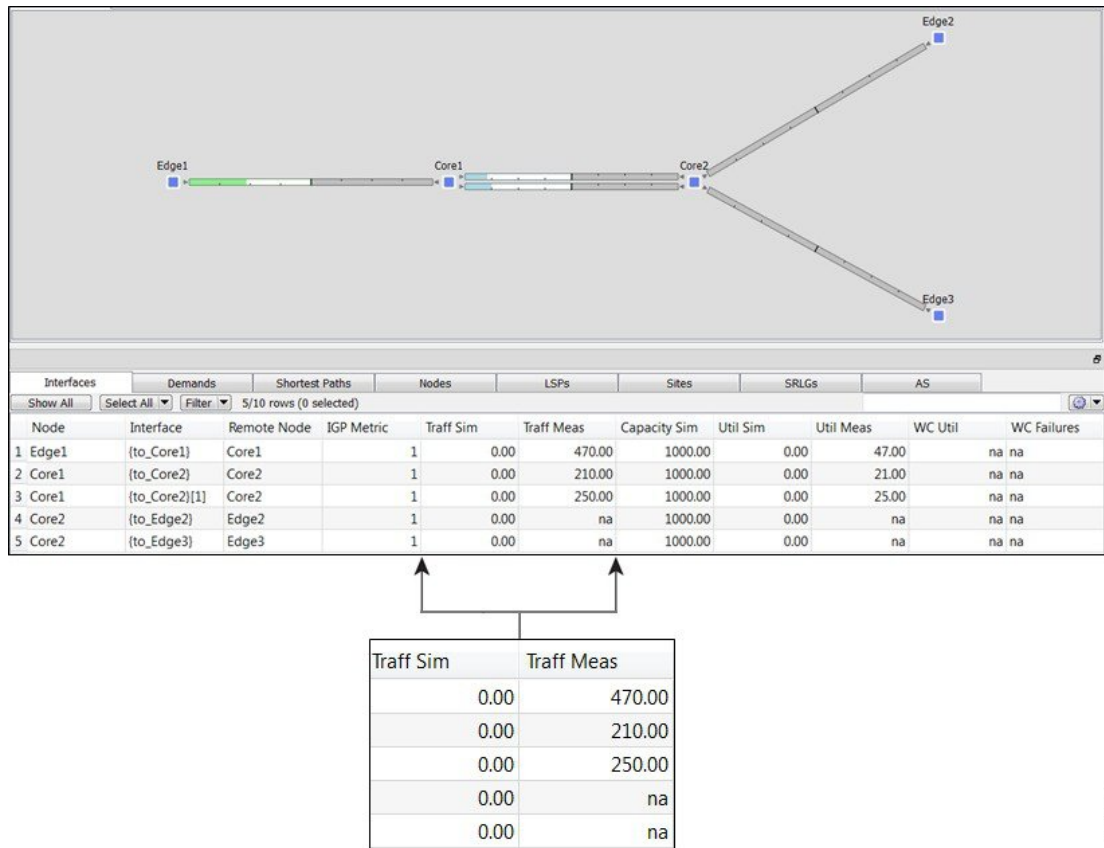 Edge2
Edge1
Core1
Core2
Edge3
Interfaces Demands Shortest Paths Nodes LSPs Sites SRLGs AS
Show All Select All Filter 5/10 rows (0 selected)
Node Interface Remote Node IGP Metric Traff Sim Traff Meas Capacity Sim Util Sim Util Meas WC Util WC Failures
1 Edge1 {to_Core1} Core1 1 0.00 470.00 1000.00 0.00 47.00 na na
2 Core1 {to_Core2} Core2 1 0.00 210.00 1000.00 0.00 21.00 na na
3 Core1 {to_Core2}[1] Core2 1 0.00 250.00 1000.00 0.00 25.00 na na
4 Core2 {to_Edge2} Edge2 1 0.00 na 1000.00 0.00 na na na
5 Core2 {to_Edge3} Edge3 1 0.00 na 1000.00 0.00 na na na
Traff Sim Traff Meas
0.00 470.00
0.00 210.00
0.00 250.00
0.00 na
0.00 na